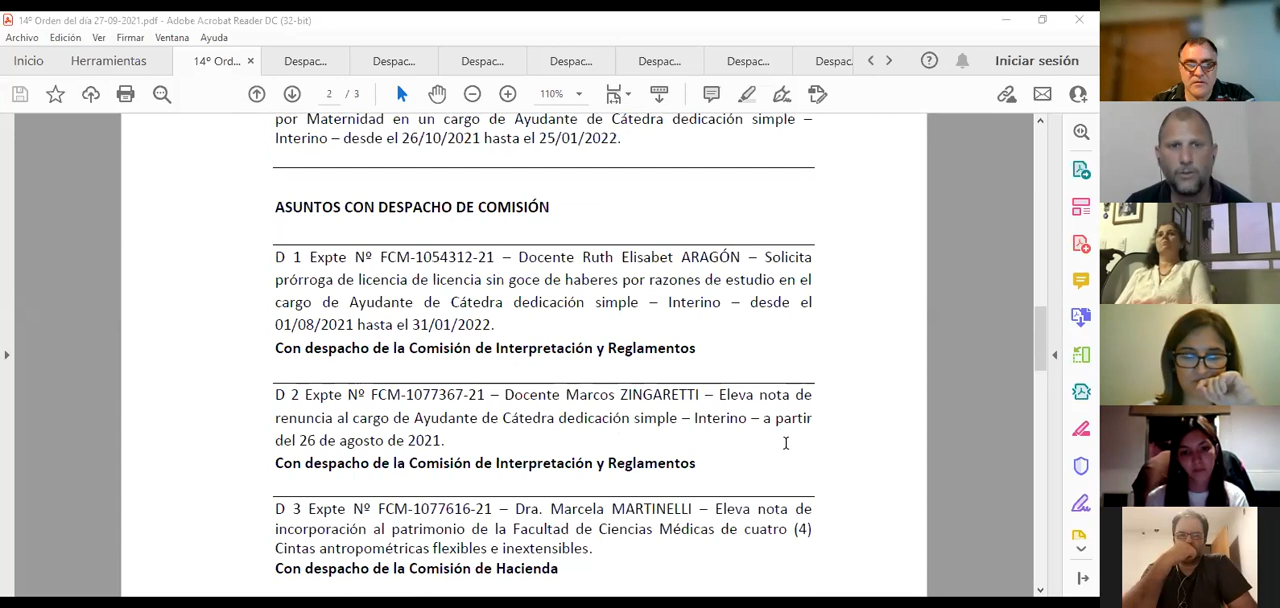 14º Orden del día 27-09-2021.pdf - Adobe Acrobat Reader DC (32-bit)
Archivo Edición Ver Firmar Ventana Ayuda
Inicio Herramientas 14º Ord... × Despac... Despac... Despac... Despac... Despac... Despac... Despac. Iniciar sesión
2 / 3 110%
por Maternidad en un cargo de Ayudante de Cátedra dedicación simple –
Interino – desde el 26/10/2021 hasta el 25/01/2022.
ASUNTOS CON DESPACHO DE COMISIÓN
D 1 Expte Nº FCM-1054312-21 – Docente Ruth Elisabet ARAGÓN – Solicita
prórroga de licencia de licencia sin goce de haberes por razones de estudio en el
cargo de Ayudante de Cátedra dedicación simple – Interino – desde el
01/08/2021 hasta el 31/01/2022.
Con despacho de la Comisión de Interpretación y Reglamentos
D 2 Expte Nº FCM-1077367-21 – Docente Marcos ZINGARETTI – Eleva nota de
renuncia al cargo de Ayudante de Cátedra dedicación simple – Interino – a partir
del 26 de agosto de 2021.
Con despacho de la Comisión de Interpretación y Reglamentos
D 3 Expte Nº FCM-1077616-21 – Dra. Marcela MARTINELLI – Eleva nota de
incorporación al patrimonio de la Facultad de Ciencias Médicas de cuatro (4)
Cintas antropométricas flexibles e inextensibles.
Con despacho de la Comisión de Hacienda